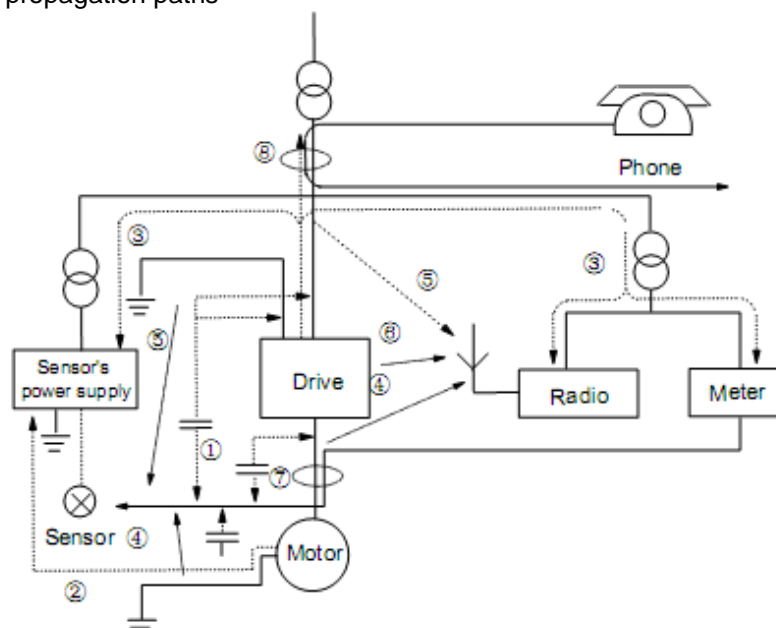 propagation paths
⑧
Phone
③
③
⑤
⑤
⑥
Sensor's
power supply
Drive
④
Radio
Meter
①
⑦
Sensor ④
Motor
②